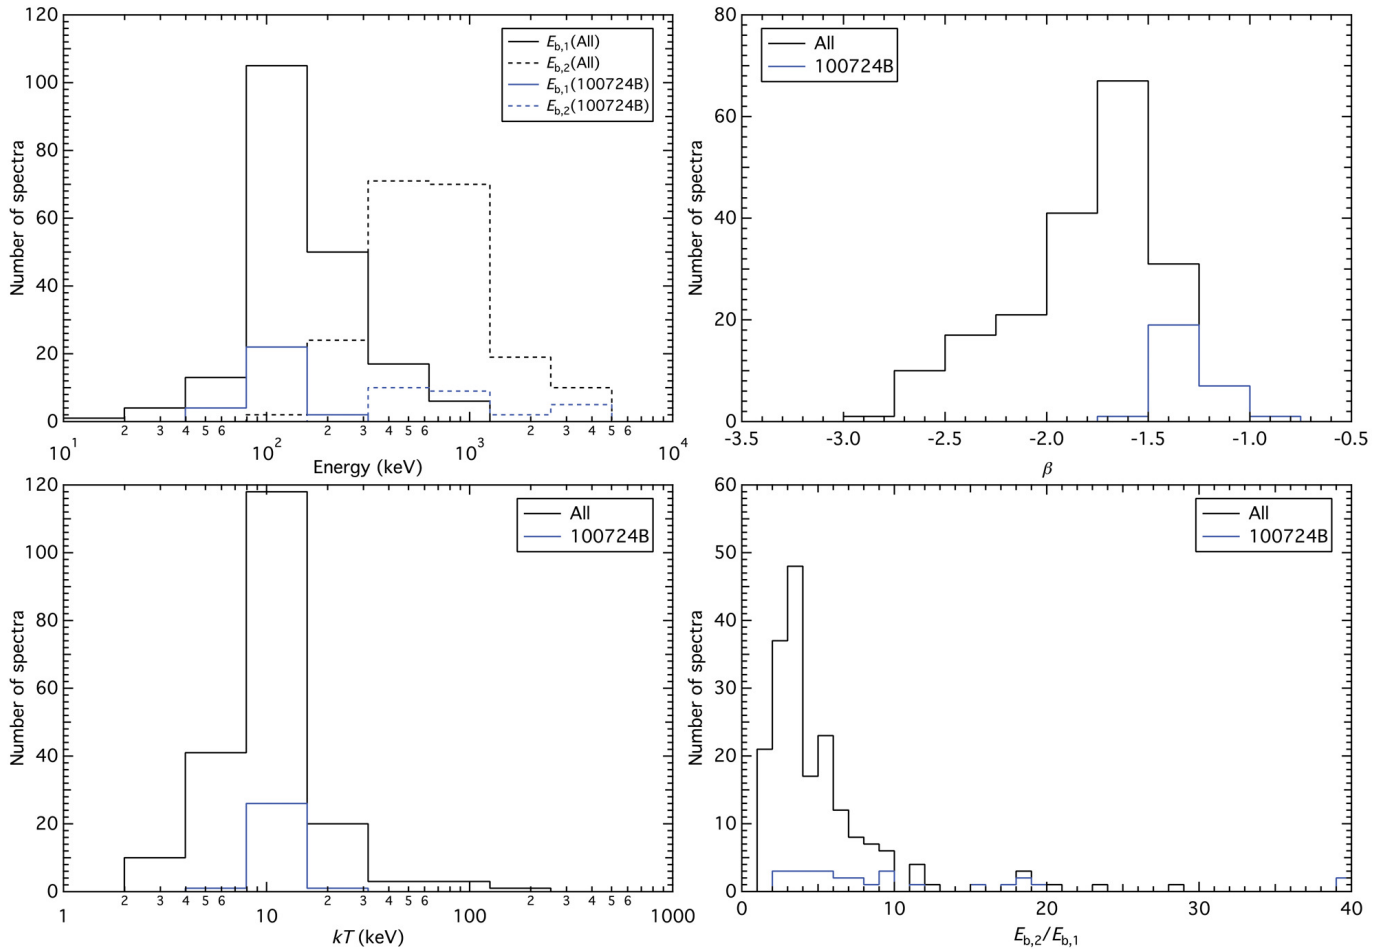 120
100
80
60
40
20
0
Number of spectra
E_b,1(All)
E_b,2(All)
E_b,1(100724B)
E_b,2(100724B)
10^1 2 3 4 5 6 10^2 2 3 4 5 6 10^3 2 3 4 5 6 10^4
Energy (keV)
80
60
40
20
0
Number of spectra
All
100724B
-3.5 -3.0 -2.5 -2.0 -1.5 -1.0 -0.5
β
120
100
80
60
40
20
0
Number of spectra
All
100724B
1 2 3 4 5 6 10 2 3 4 5 6 100 2 3 4 5 6 1000
kT (keV)
60
50
40
30
20
10
0
Number of spectra
All
100724B
0 10 20 30 40
E_b,2/E_b,1